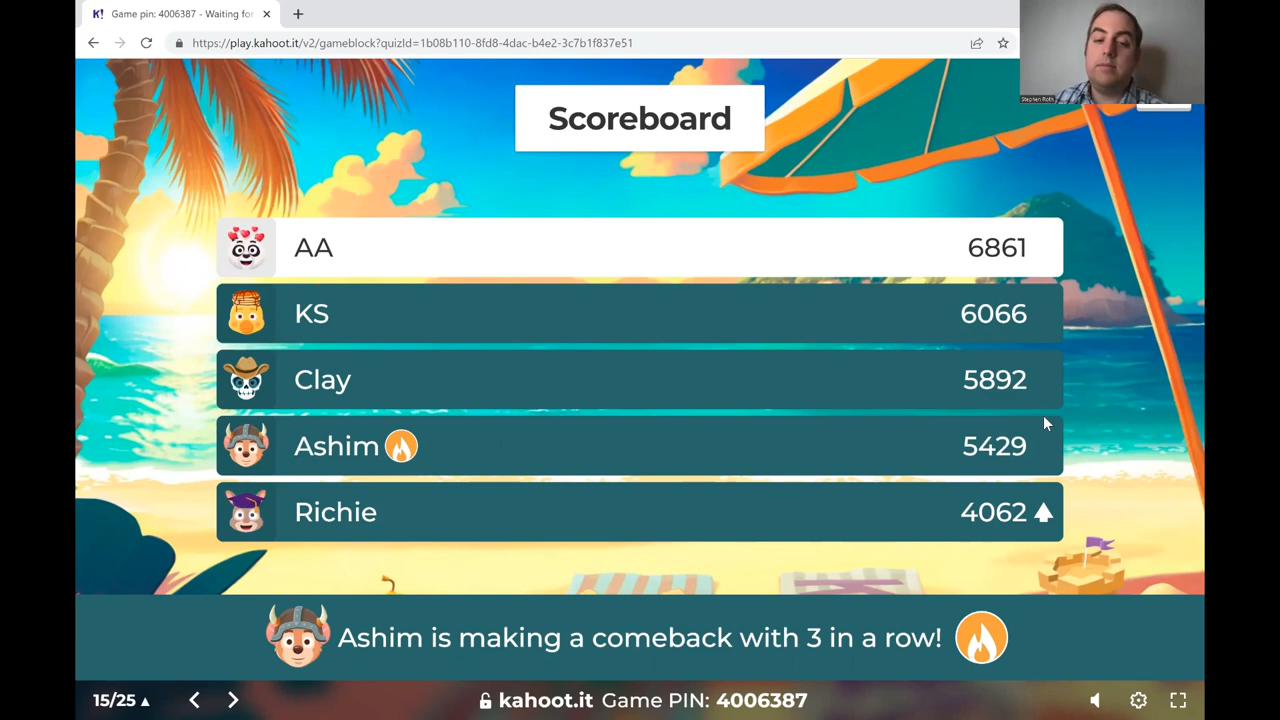 K! Game pin: 4006387 - Waiting for
https://play.kahoot.it/v2/gameblock?quizId=1b08b110-8fd8-4dac-b4e2-3c7b1f837e51
Stephen Roth
Scoreboard
AA 6861
KS 6066
Clay 5892
Ashim 5429
Richie 4062
Ashim is making a comeback with 3 in a row!
15/25 kahoot.it Game PIN: 4006387